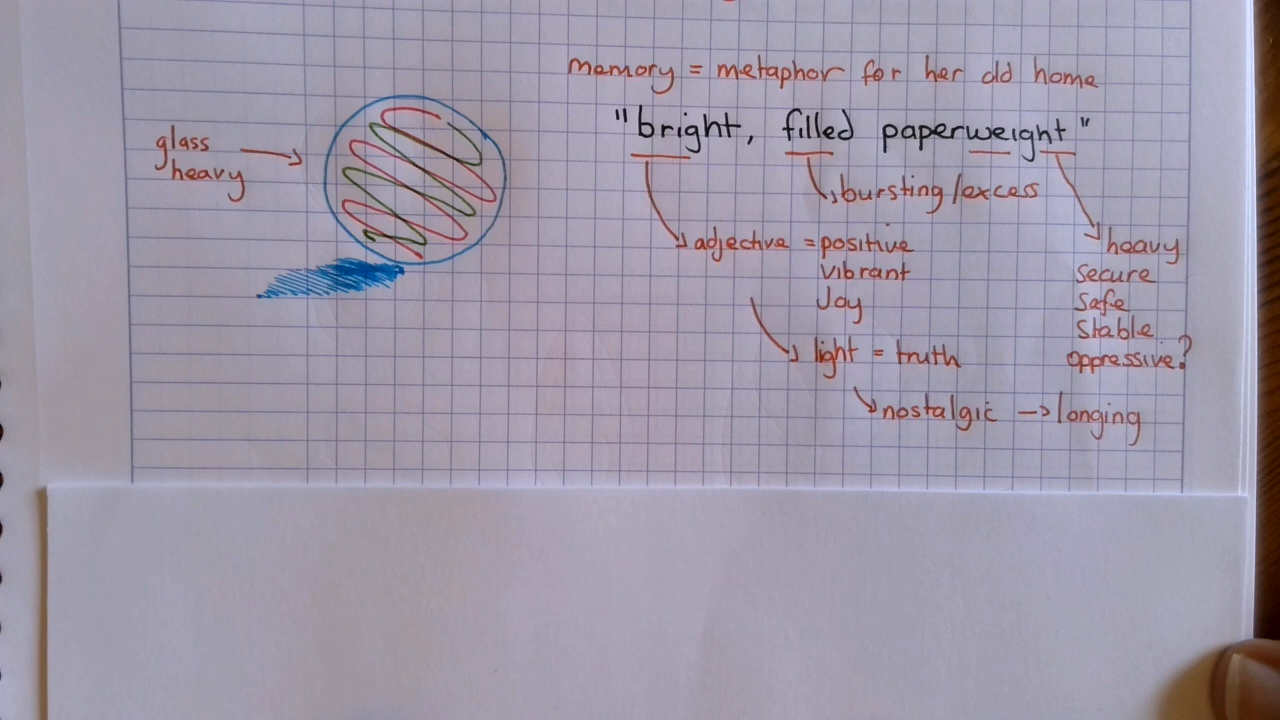 memory = metaphor for her old home
"bright, filled paperweight"
glass
heavy
bursting/excess
adjective = positive
vibrant
Joy
light = truth
nostalgic → longing
heavy
secure
safe
stable
oppressive?